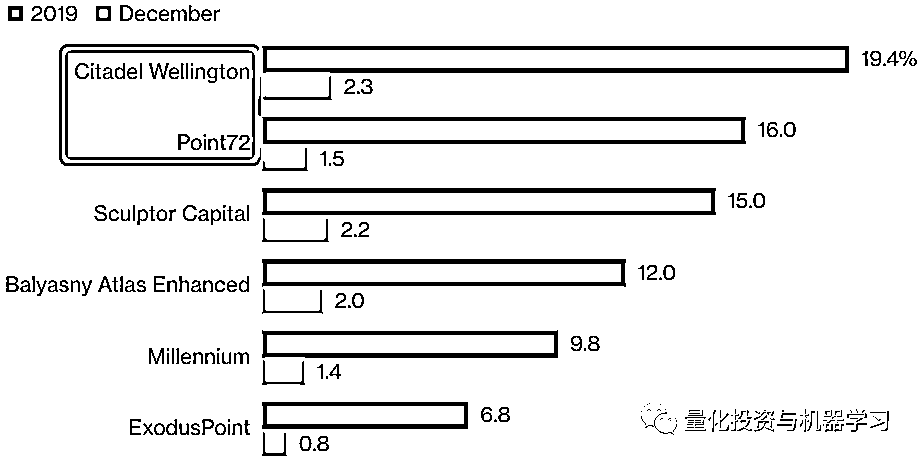 2019 December
Citadel Wellington 19.4%
2.3
Point72 16.0
1.5
Sculptor Capital 15.0
2.2
Balyasny Atlas Enhanced 12.0
2.0
Millennium 9.8
1.4
ExodusPoint 6.8
0.8
量化投资与机器学习